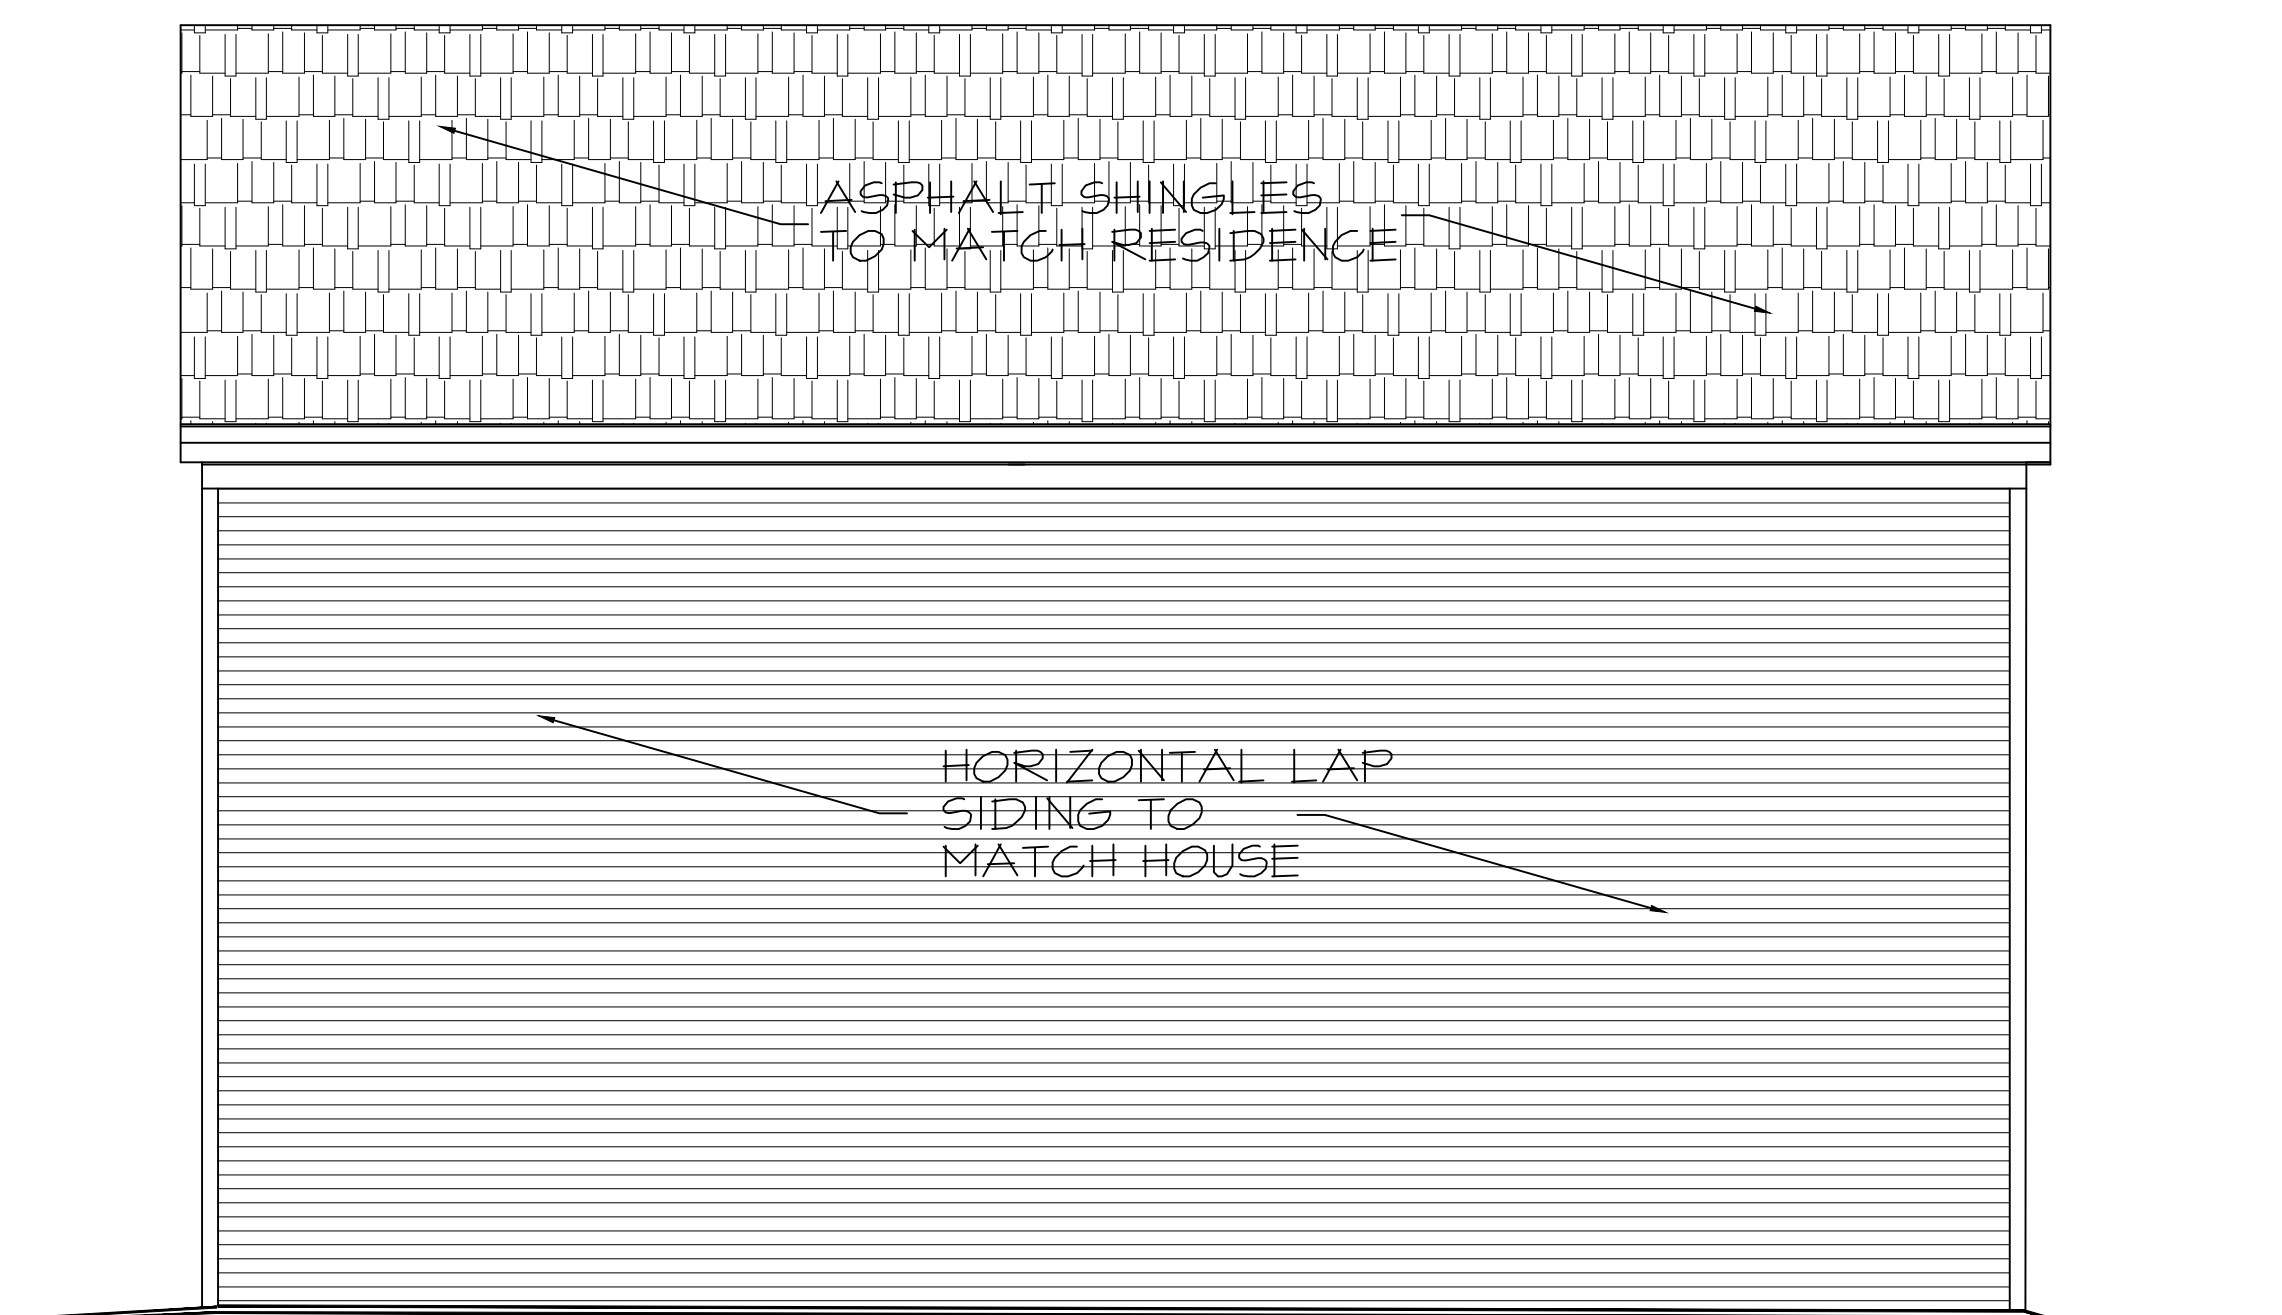 ASPHALT SHINGLES
TO MATCH RESIDENCE
HORIZONTAL LAP
SIDING TO
MATCH HOUSE